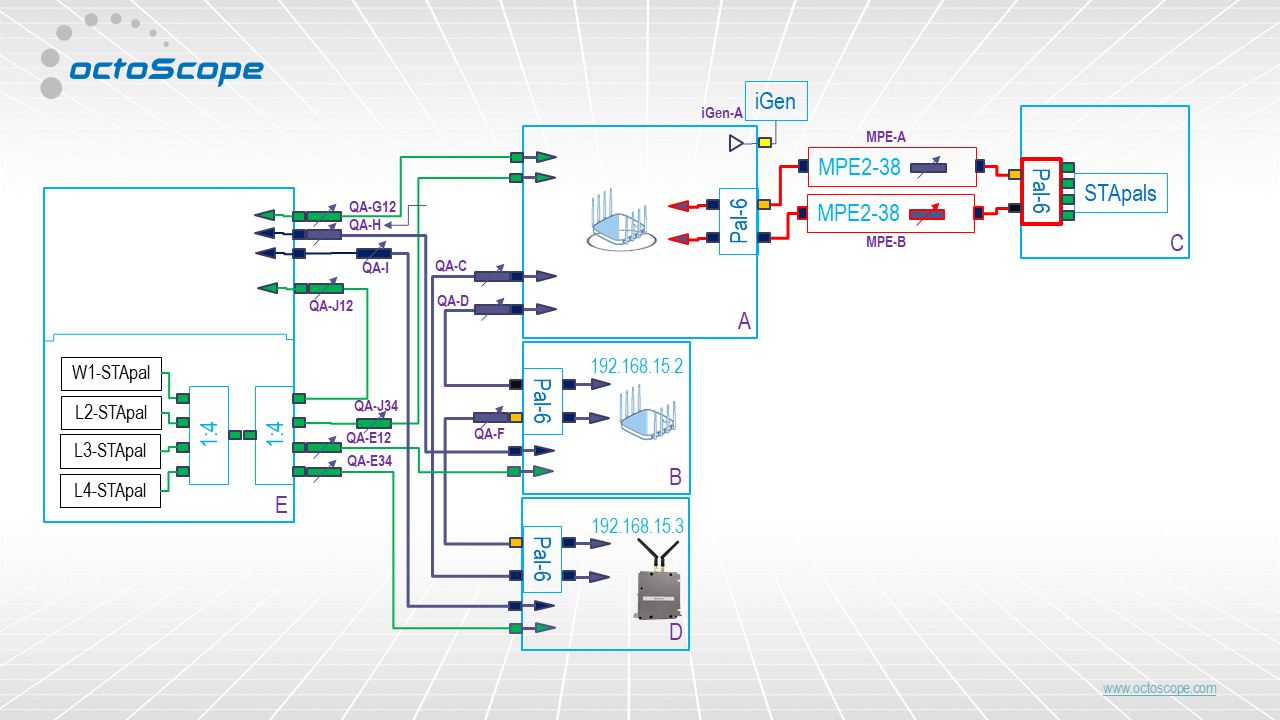 octoScope
iGen
iGen-A
MPE-A
MPE2-38
MPE2-38
MPE-B
Pal-6
Pal-6
STApals
C
A
QA-G12
QA-H
QA-I
QA-J12
QA-C
QA-D
192.168.15.2
Pal-6
B
W1-STApal
L2-STApal
L3-STApal
L4-STApal
1:4
1:4
QA-J34
QA-E12
QA-E34
QA-F
E
192.168.15.3
Pal-6
D
www.octoscope.com